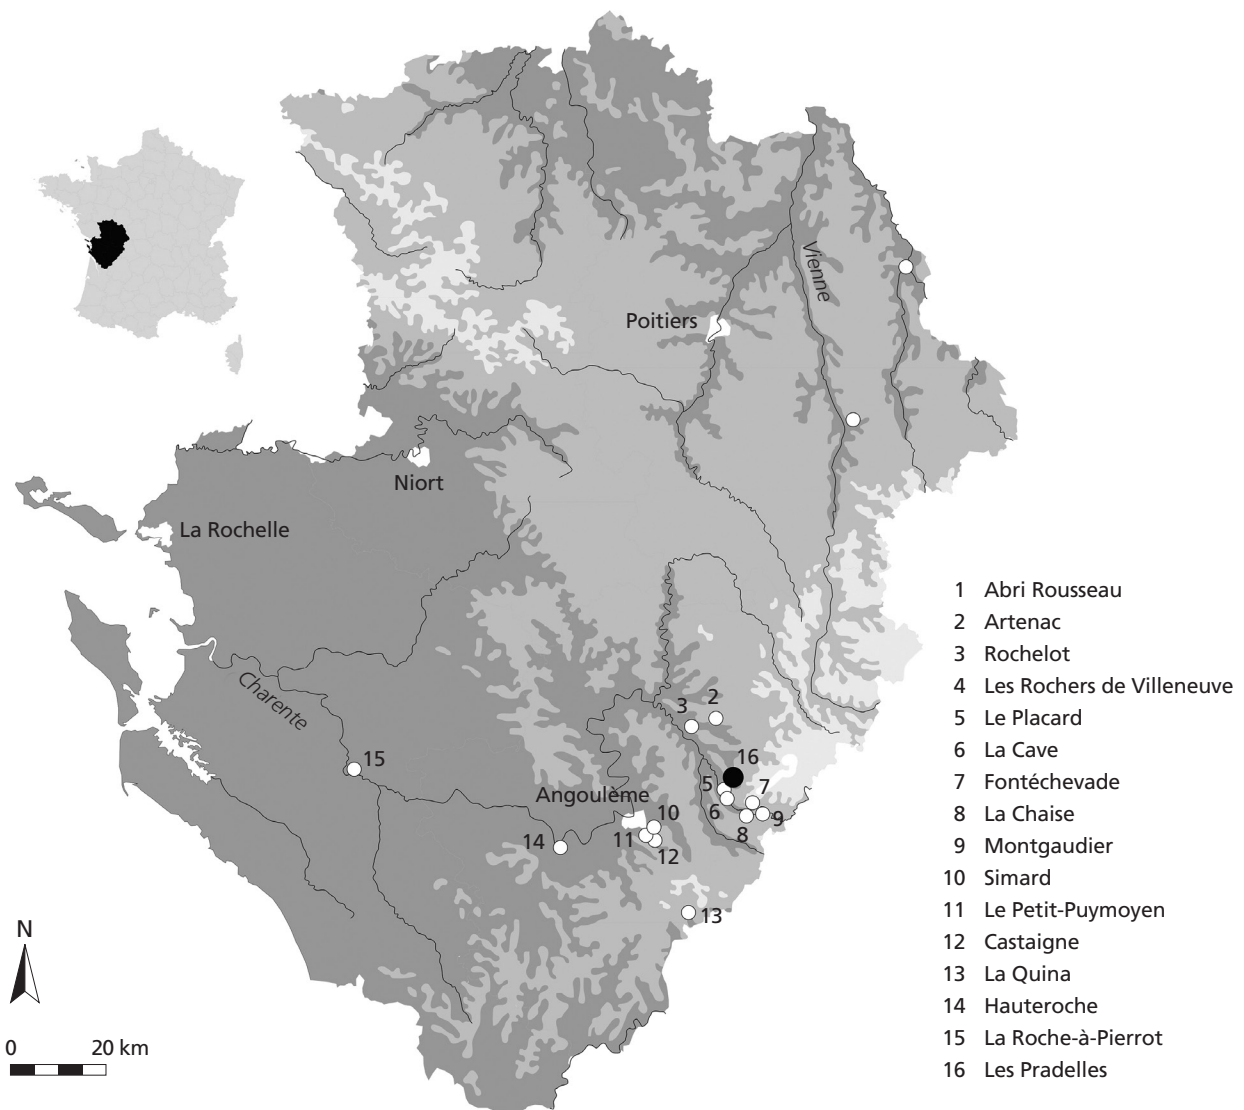 Vienne
Poitiers
Niort
La Rochelle
Charente
3
2
15
16
5
7
6
Angoulême
10
9
8
14
11
12
13
1 Abri Rousseau
2 Artenac
3 Rochelot
4 Les Rochers de Villeneuve
5 Le Placard
6 La Cave
7 Fontéchevade
8 La Chaise
9 Montgaudier
10 Simard
11 Le Petit-Puymoyen
12 Castaigne
13 La Quina
14 Hauteroche
15 La Roche-à-Pierrot
16 Les Pradelles
N
0 20 km